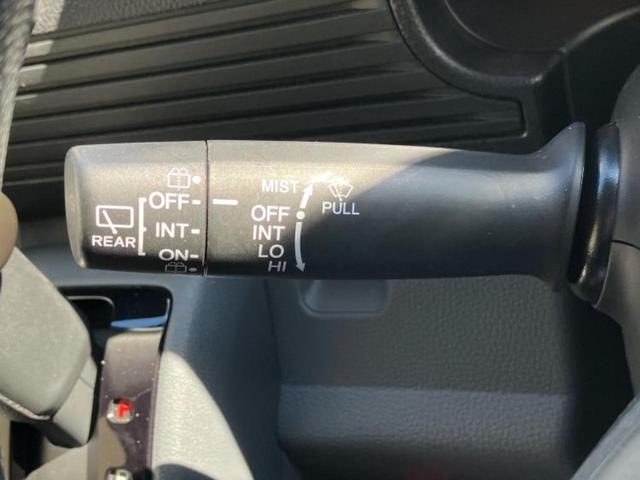 MIST
OFF
INT
LO
HI
PULL
REAR
OFF
INT
ON